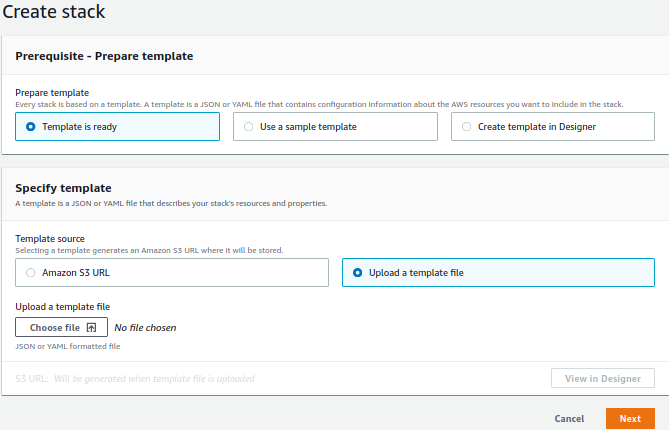 Create stack
Prerequisite - Prepare template
Prepare template
Every stack is based on a template. A template is a JSON or YAML file that contains configuration information about the AWS resources you want to include in the stack.
Template is ready
Use a sample template
Create template in Designer
Specify template
A template is a JSON or YAML file that describes your stack's resources and properties.
Template source
Selecting a template generates an Amazon S3 URL where it will be stored.
Amazon S3 URL
Upload a template file
Upload a template file
Choose file No file chosen
JSON or YAML formatted file
S3 URL: Will be generated when template file is uploaded
View in Designer
Cancel
Next